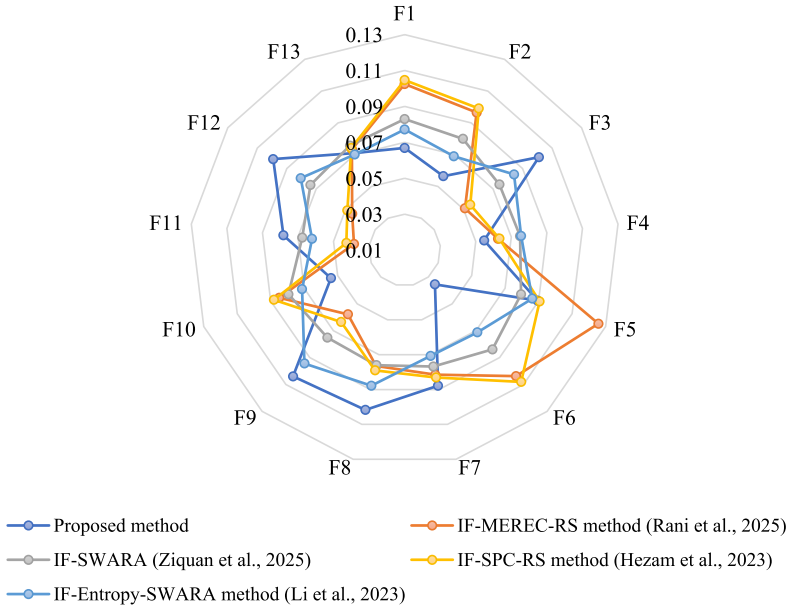 F1
0.13
F13
F2
0.11
F12
F3
0.09
0.07
0.05
F11
F4
0.03
0.01
F10
F5
F9
F6
F8
F7
Proposed method
IF-MEREC-RS method (Rani et al., 2025)
IF-SWARA (Ziquan et al., 2025)
IF-SPC-RS method (Hezam et al., 2023)
IF-Entropy-SWARA method (Li et al., 2023)